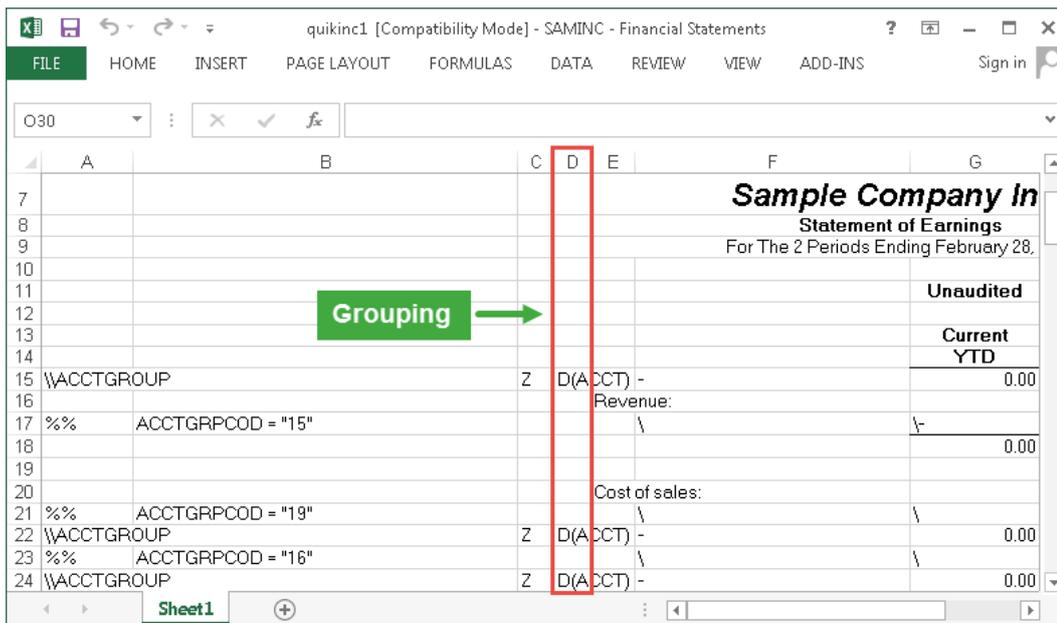 quikinc1 [Compatibility Mode] - SAMINC - Financial Statements ?
FILE HOME INSERT PAGE LAYOUT FORMULAS DATA REVIEW VIEW ADD-INS Sign in
O30 fx
A B C D E F G
7 Sample Company In
8 Statement of Earnings
9 For The 2 Periods Ending February 28,
10
11 Unaudited
12
Grouping
13 Current
14 YTD
15 \\ACCTGROUP Z D(ACCT) - 0.00
16 Revenue:
17 %% ACCTGRPCOD = "15" \ \-
18 0.00
19
20 Cost of sales:
21 %% ACCTGRPCOD = "19" \ \
22 \\ACCTGROUP Z D(ACCT) - 0.00
23 %% ACCTGRPCOD = "16" \ \
24 \\ACCTGROUP Z D(ACCT) - 0.00
Sheet1